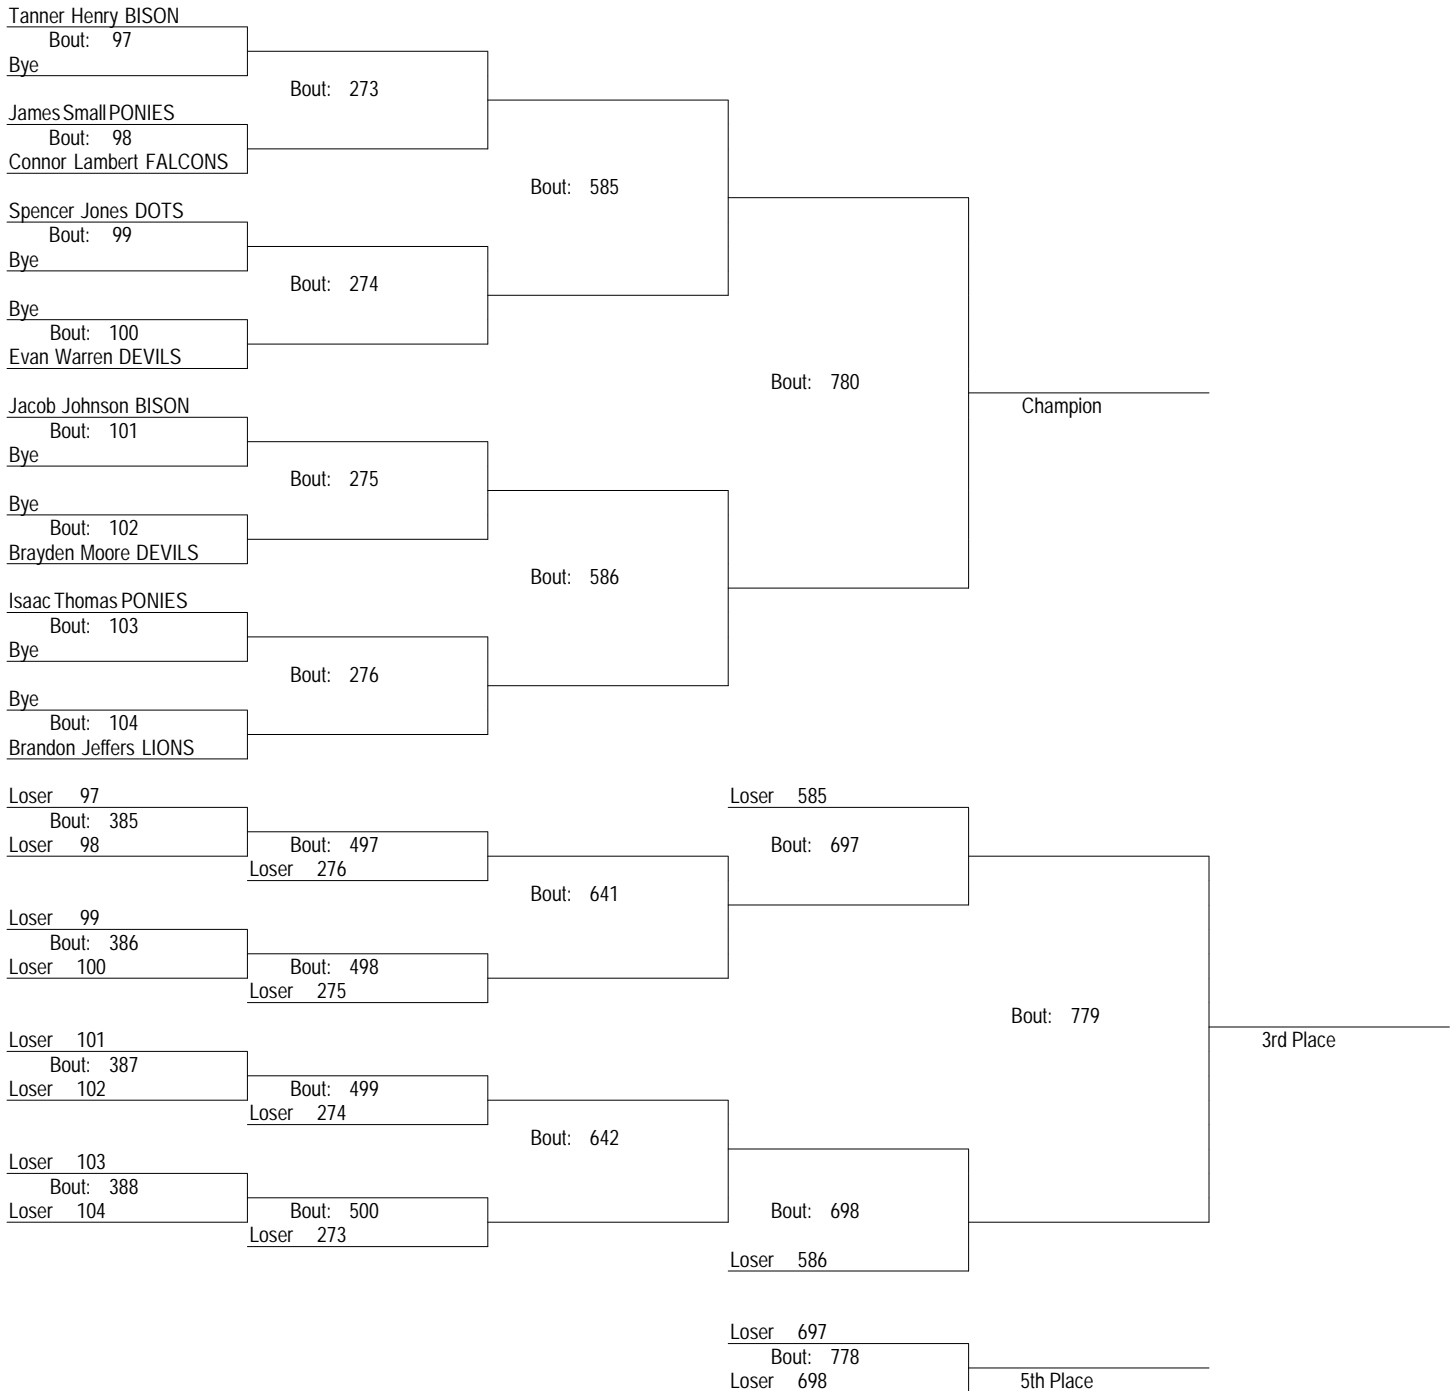 Tanner Henry BISON
Bout: 97
Bye
Bout: 273
James Small PONIES
Bout: 98
Connor Lambert FALCONS
Bout: 585
Spencer Jones DOTS
Bout: 99
Bye
Bout: 274
Bye
Bout: 100
Evan Warren DEVILS
Bout: 780
Champion
Jacob Johnson BISON
Bout: 101
Bye
Bout: 275
Bye
Bout: 102
Brayden Moore DEVILS
Bout: 586
Isaac Thomas PONIES
Bout: 103
Bye
Bout: 276
Bye
Bout: 104
Brandon Jeffers LIONS
Loser 97
Bout: 385
Loser 98
Bout: 497
Loser 276
Loser 585
Bout: 697
Bout: 641
Loser 99
Bout: 386
Loser 100
Bout: 498
Loser 275
Bout: 779
3rd Place
Loser 101
Bout: 387
Loser 102
Bout: 499
Loser 274
Bout: 642
Loser 103
Bout: 388
Loser 104
Bout: 500
Loser 273
Bout: 698
Loser 586
Loser 697
Bout: 778
Loser 698
5th Place